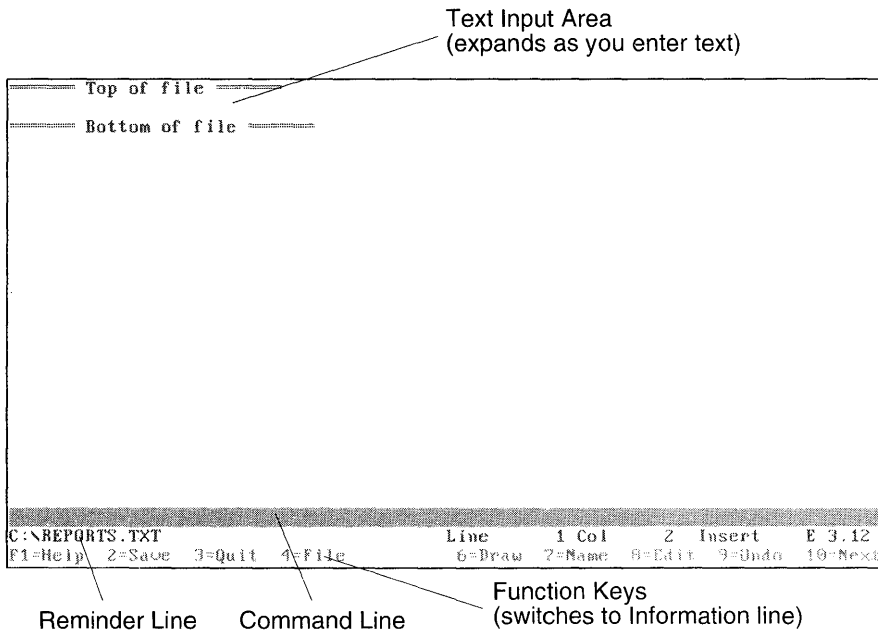 Text Input Area
(expands as you enter text)
Top of file
Bottom of file
C:\REPORTS.TXT Line 1 Col 2 Insert E 3.12
F1=Help 2=Save 3=Quit 4=File 6=Draw 7=Name 8=Edit 9=Undo 10=Next
Reminder Line Command Line Function Keys
(switches to Information line)